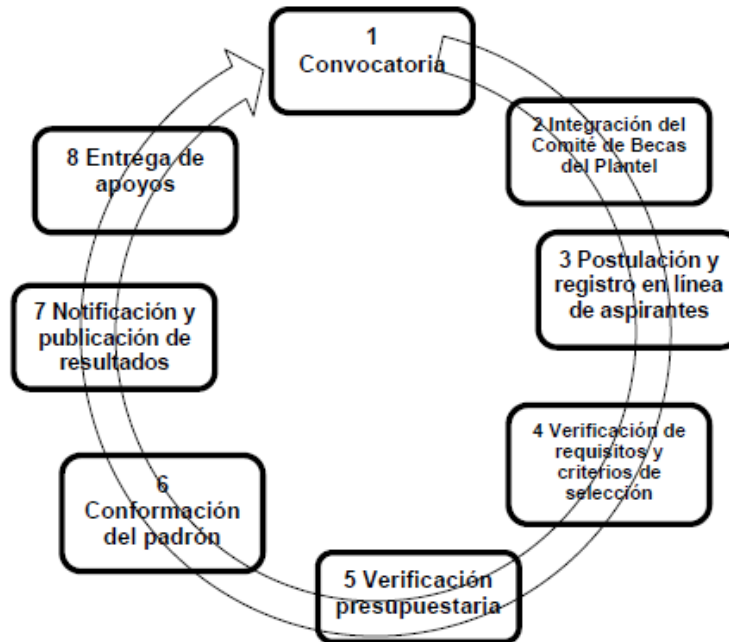 1
Convocatoria
2 Integración del
Comité de Becas
del Plantel
3 Postulación y
registro en línea
de aspirantes
4 Verificación de
requisitos y
criterios de
selección
5 Verificación
presupuestaria
6
Conformación
del padrón
7 Notificación y
publicación de
resultados
8 Entrega de
apoyos